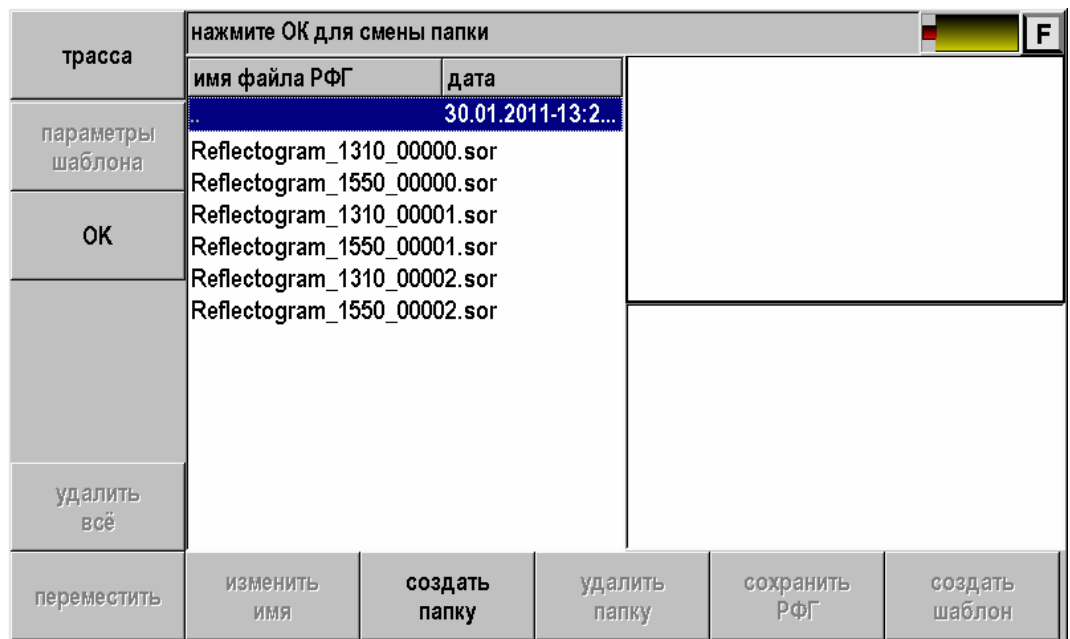 трасса
нажмите ОК для смены папки
F
имя файла РФГ
дата
параметры
шаблона
..
30.01.2011-13:2...
Reflectogram_1310_00000.sor
Reflectogram_1550_00000.sor
Reflectogram_1310_00001.sor
Reflectogram_1550_00001.sor
Reflectogram_1310_00002.sor
Reflectogram_1550_00002.sor
ОК
удалить
всё
переместить
изменить
имя
создать
папку
удалить
папку
сохранить
РФГ
создать
шаблон